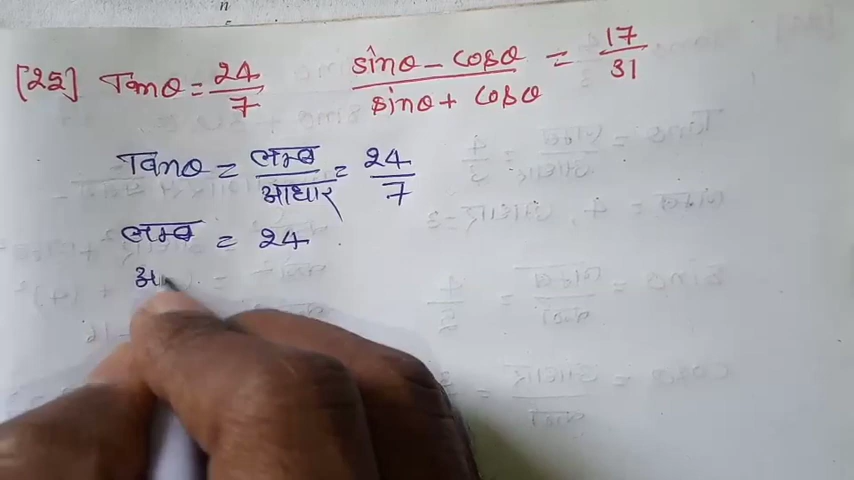 [25] Tanθ = 24/7 (sinθ - cosθ)/(sinθ + cosθ) = 17/31
Tanθ = लम्ब/आधार = 24/7
लम्ब = 24